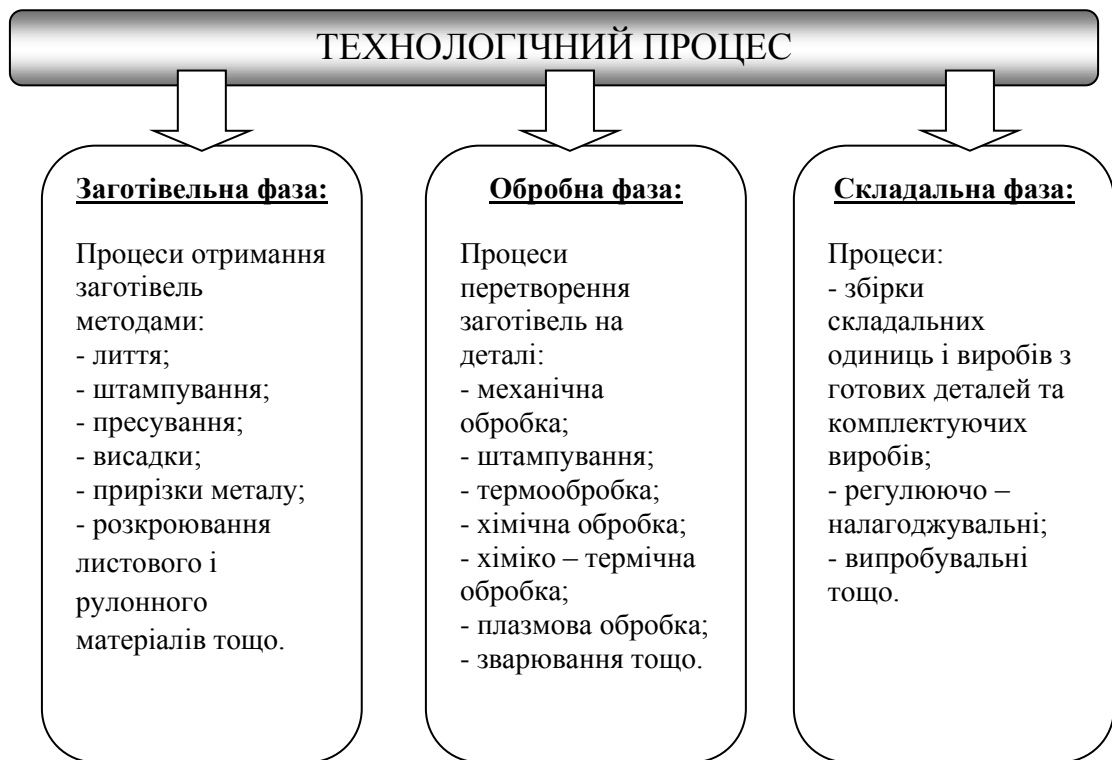 ТЕХНОЛОГІЧНИЙ ПРОЦЕС
Заготівельна фаза:
Процеси отримання
заготівель
методами:
- лиття;
- штампування;
- пресування;
- висадки;
- прирізки металу;
- розкроювання
листового і
рулонного
матеріалів тощо.
Обробна фаза:
Процеси
перетворення
заготівель на
деталі:
- механічна
обробка;
- штампування;
- термообробка;
- хімічна обробка;
- хіміко – термічна
обробка;
- плазмова обробка;
- зварювання тощо.
Складальна фаза:
Процеси:
- збірки
складальних
одиниць і виробів з
готових деталей та
комплектуючих
виробів;
- регулюючо –
налагоджувальні;
- випробувальні
тощо.